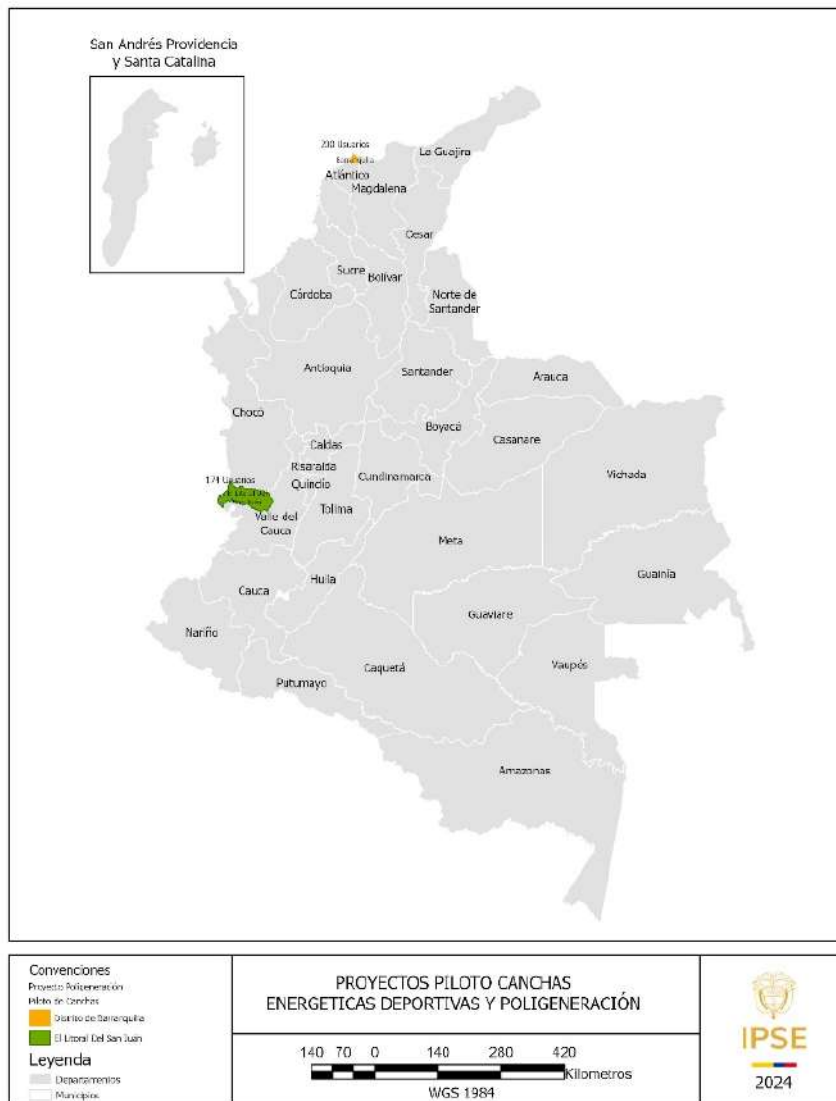 San Andrés Providencia
y Santa Catalina
200 Usuarios
Barranquilla
La Guajira
Atlántico
Magdalena
Cesar
Sucre
Bolívar
Córdoba
Norte de
Santander
Antioquia
Santander
Arauca
Chocó
Boyacá
Casanare
Caldas
Vichada
Risaralda
Cundinamarca
174 Usuarios
Quindío
Tolima
Valle del
Cauca
Meta
Huila
Guainía
Cauca
Guaviare
Nariño
Caquetá
Vaupés
Putumayo
Amazonas
Convenciones
Proyecto Poligeneración
Piloto de Canchas
Distrito de Barranquilla
El Litoral Del San Juan
Leyenda
Departamentos
Municipios
PROYECTOS PILOTO CANCHAS
ENERGETICAS DEPORTIVAS Y POLIGENERACIÓN
140 70 0 140 280 420
Kilometros
WGS 1984
IPSE
2024